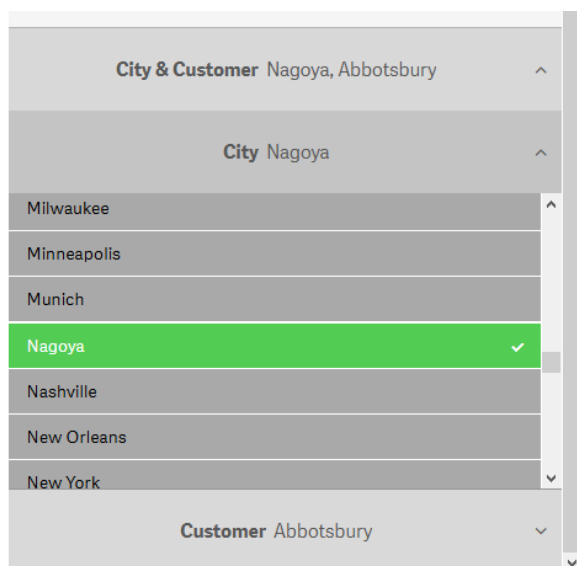 City & Customer Nagoya, Abbotsbury
City Nagoya
Milwaukee
Minneapolis
Munich
Nagoya
Nashville
New Orleans
New York
Customer Abbotsbury